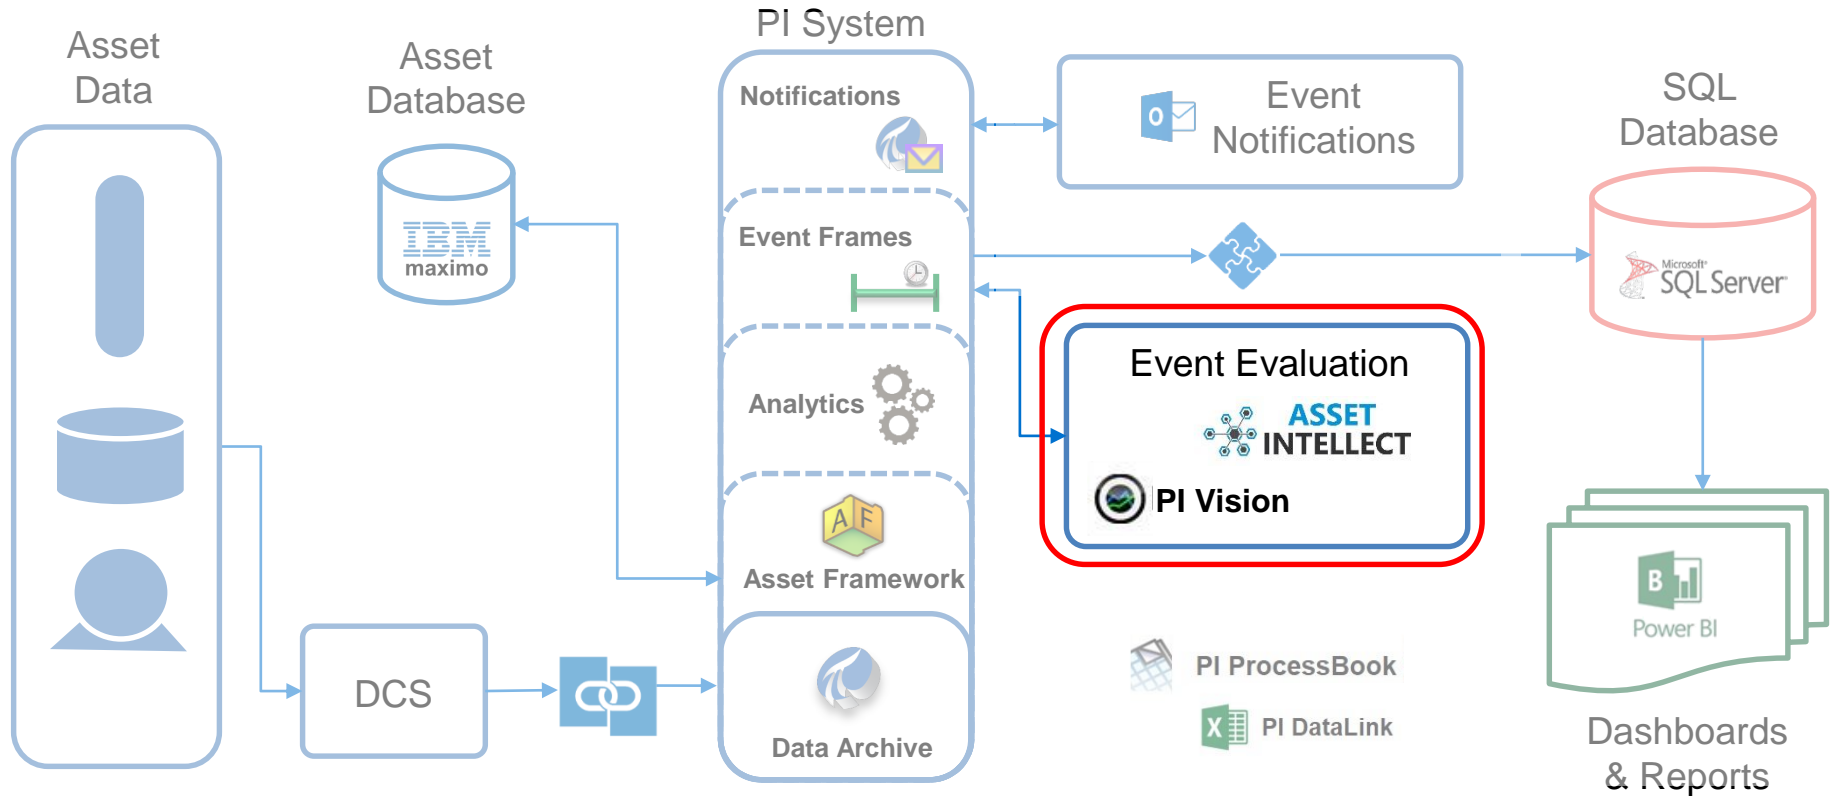 Asset
Data
Asset
Database
IBM
maximo
DCS
PI System
Notifications
Event Frames
Analytics
AF
Asset Framework
Data Archive
O
Event
Notifications
Event Evaluation
ASSET
INTELLECT
PI Vision
PI ProcessBook
X
PI DataLink
SQL
Database
Microsoft
SQL Server
B
Power BI
Dashboards
& Reports